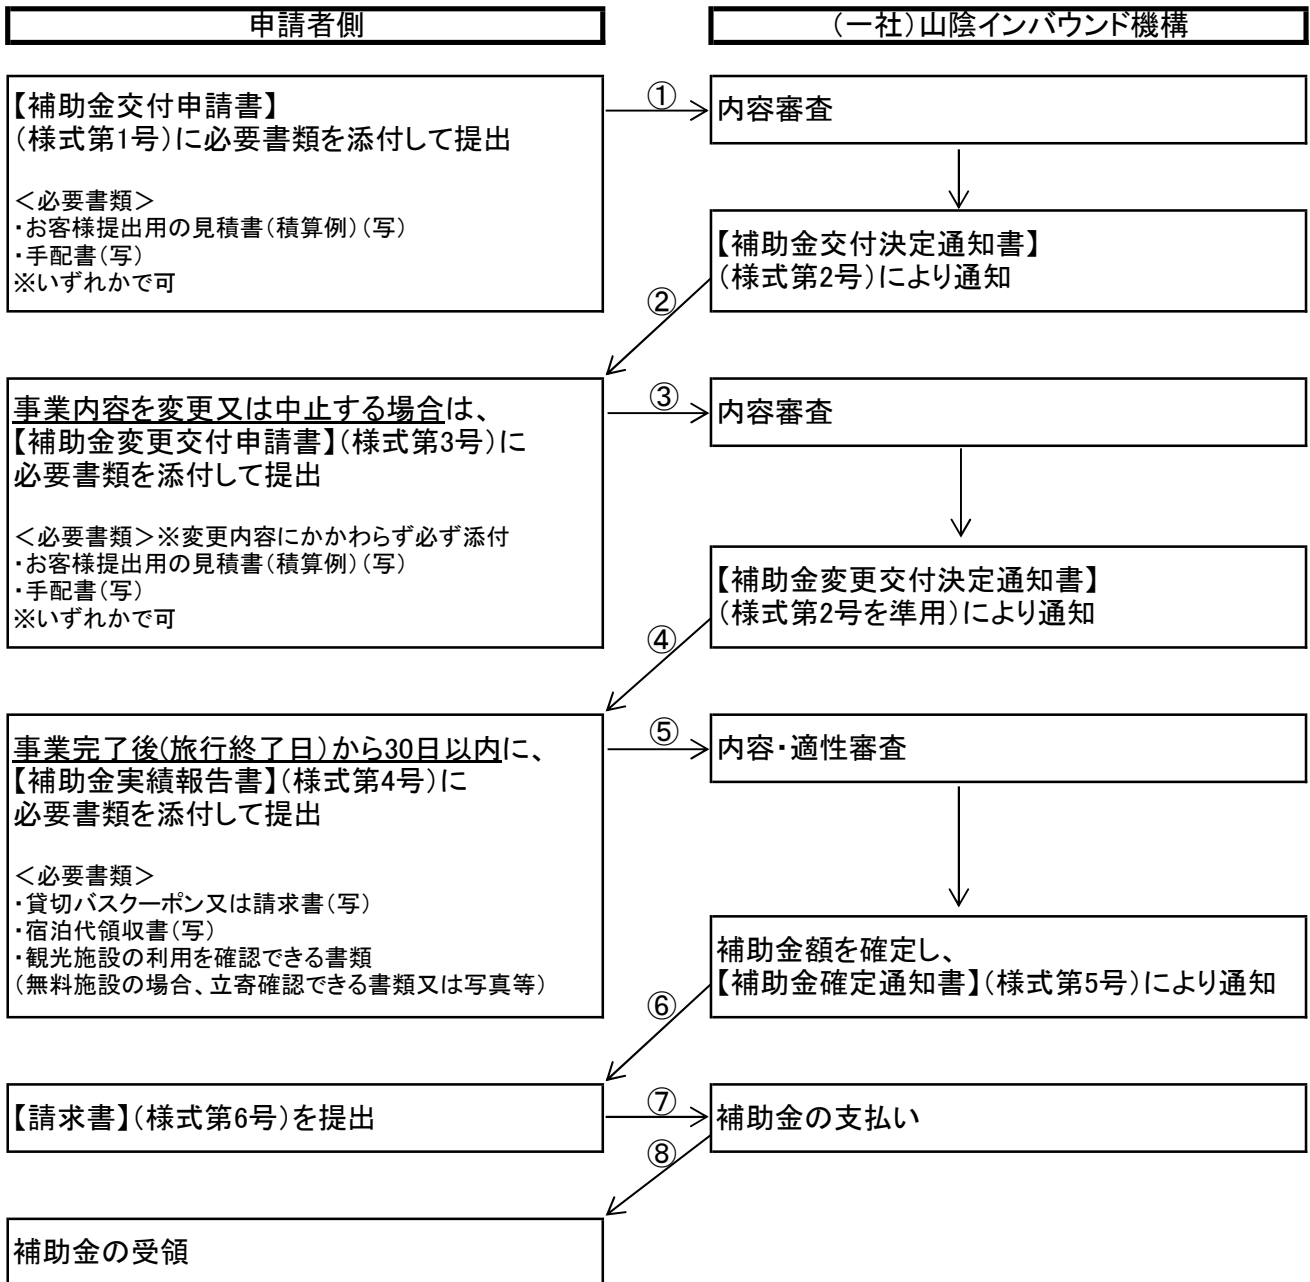 申請者側
(一社)山陰インバウンド機構
【補助金交付申請書】
(様式第1号)に必要書類を添付して提出
<必要書類>
・お客様提出用の見積書(積算例)(写)
・手配書(写)
※いずれかで可
①
内容審査
【補助金交付決定通知書】
(様式第2号)により通知
②
事業内容を変更又は中止する場合は、
【補助金変更交付申請書】(様式第3号)に
必要書類を添付して提出
<必要書類>※変更内容にかかわらず必ず添付
・お客様提出用の見積書(積算例)(写)
・手配書(写)
※いずれかで可
③
内容審査
【補助金変更交付決定通知書】
(様式第2号を準用)により通知
④
事業完了後(旅行終了日)から30日以内に、
【補助金実績報告書】(様式第4号)に
必要書類を添付して提出
<必要書類>
・貸切バスクーポン又は請求書(写)
・宿泊代領収書(写)
・観光施設の利用を確認できる書類
(無料施設の場合、立寄確認できる書類又は写真等)
⑤
内容・適性審査
補助金額を確定し、
【補助金確定通知書】(様式第5号)により通知
⑥
【請求書】(様式第6号)を提出
⑦
補助金の支払い
⑧
補助金の受領